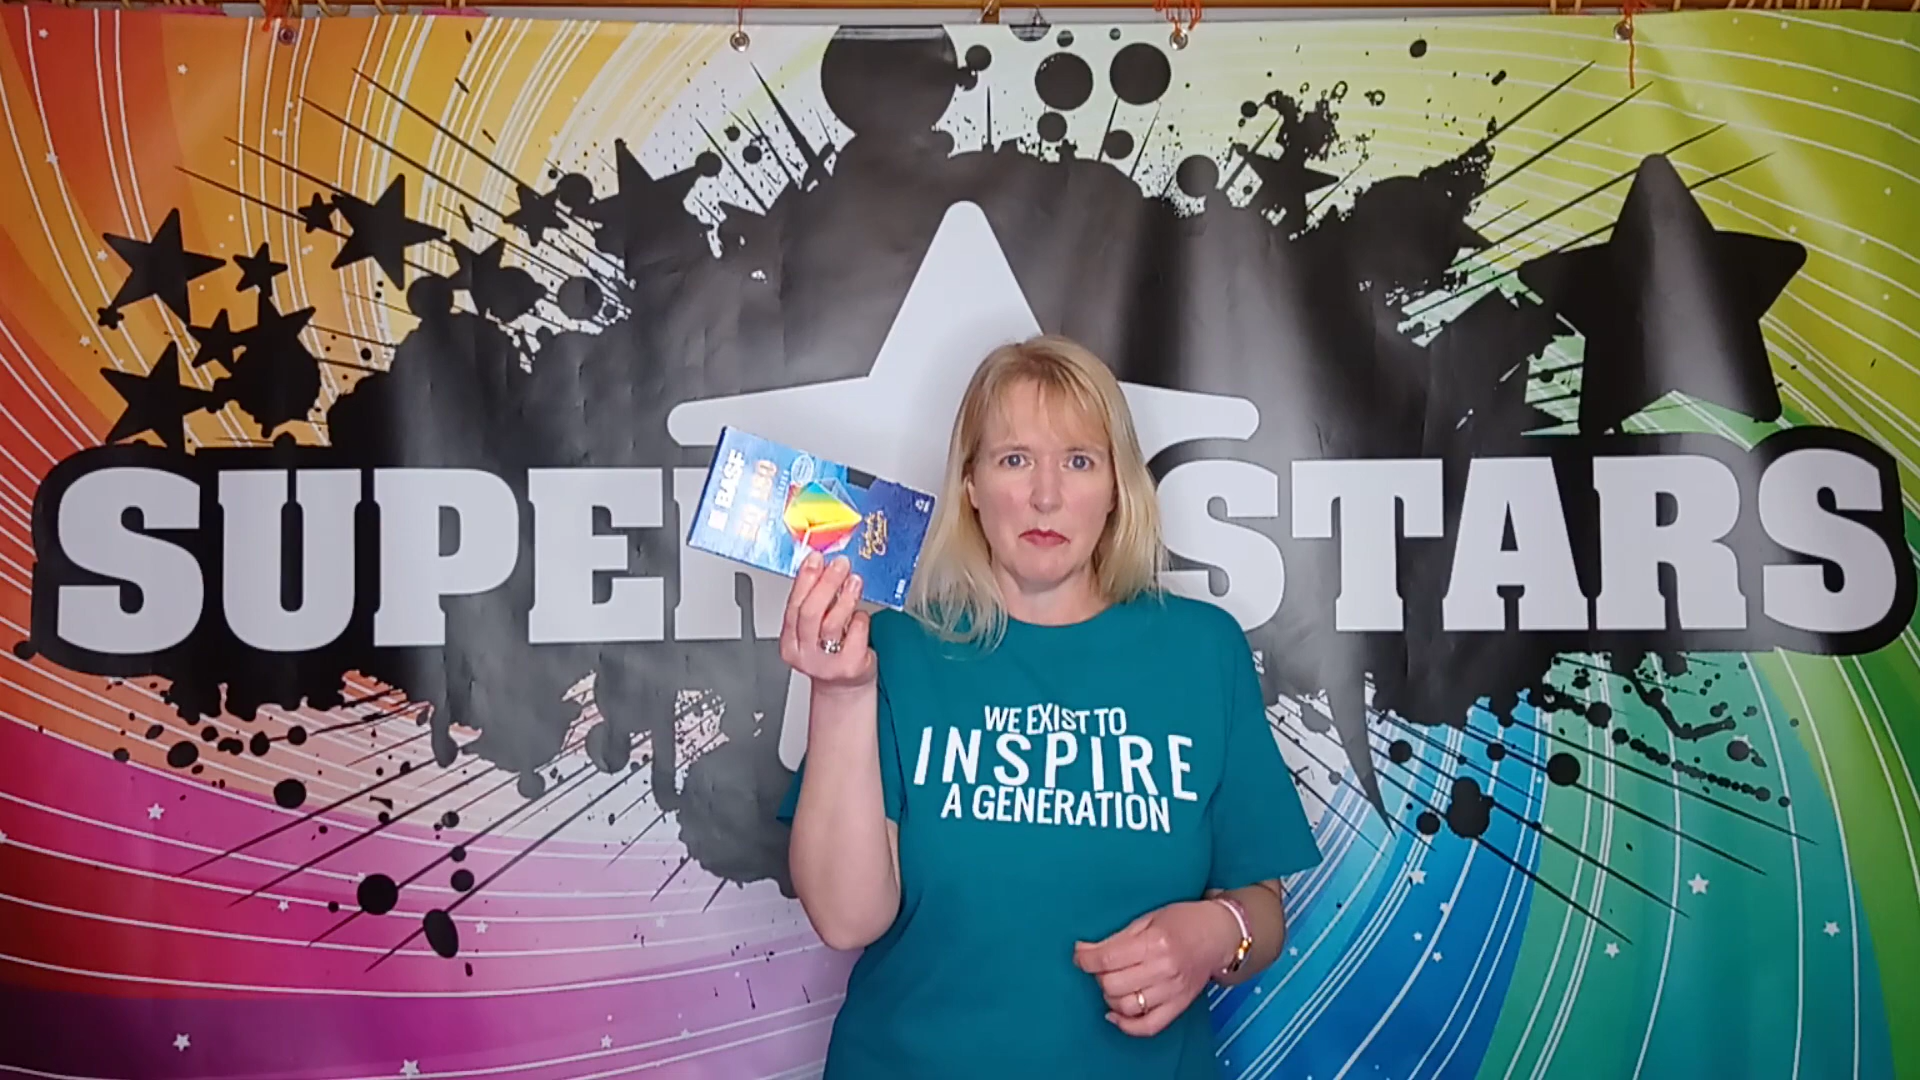 SUPER STARS
BASF
WE EXIST TO
INSPIRE
A GENERATION